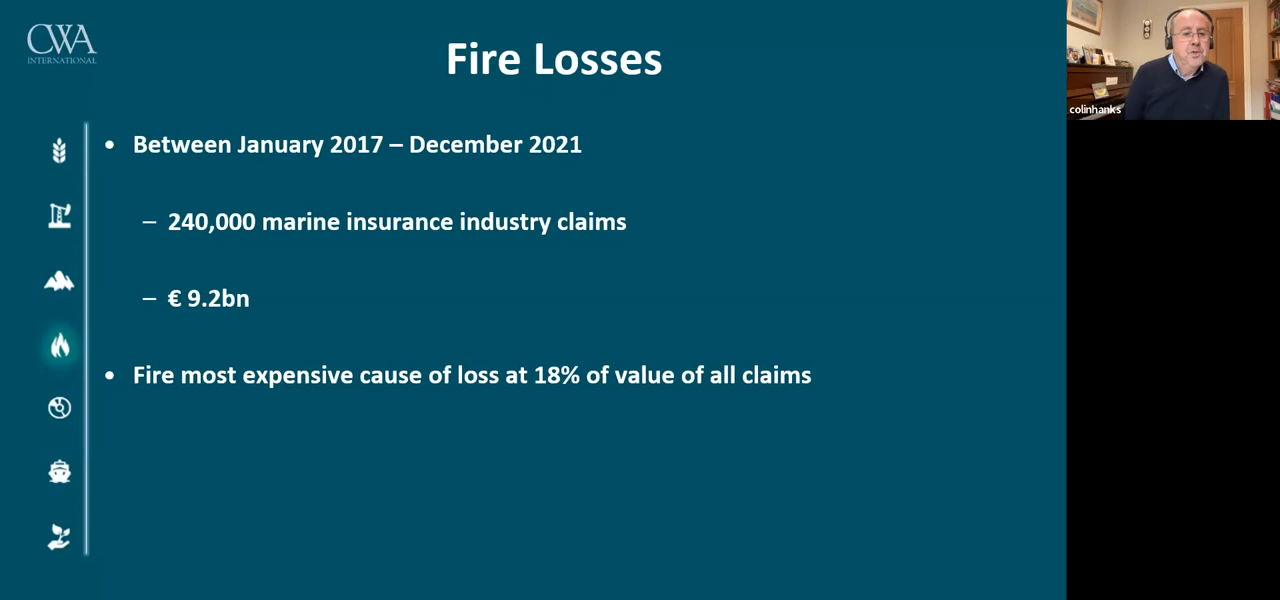 CWA
INTERNATIONAL
Fire Losses
• Between January 2017 – December 2021
– 240,000 marine insurance industry claims
– € 9.2bn
• Fire most expensive cause of loss at 18% of value of all claims
colinhanks